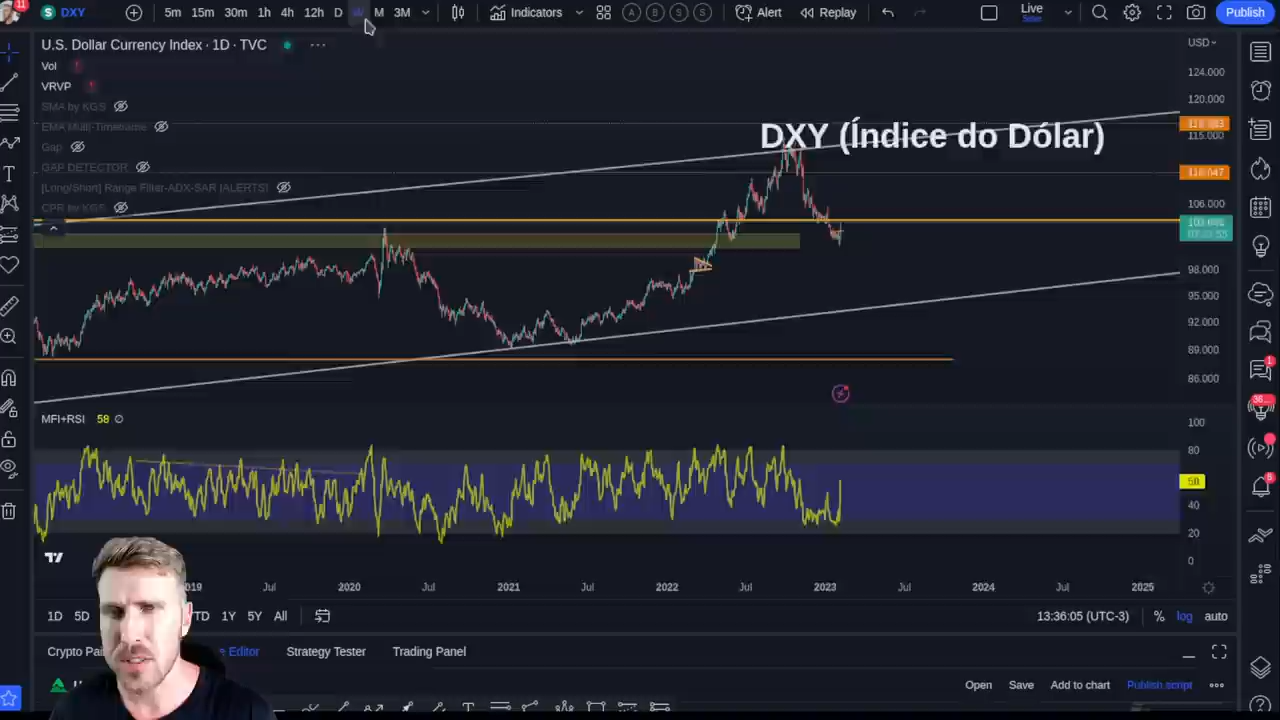 11
DXY
5m 15m 30m 1h 4h 12h D W M 3M
Indicators
A B S S
Alert
Replay
Live
Save
Publish
U.S. Dollar Currency Index · 1D · TVC
USD
Vol
VRVP
SMA by KGS
EMA Multi-Timeframe
Gap
GAP DETECTOR
[Long/Short] Range Filter-ADX-SAR [ALERTS]
CPR by KGS
DXY (Índice do Dólar)
124.000
120.000
115.000
106.000
98.000
95.000
92.000
89.000
86.000
MFI+RSI 58 ∅
100
80
40
20
0
2020 Jul 2021 Jul 2022 Jul 2023 Jul 2024 Jul 2025
1D 5D
1Y 5Y All
13:36:05 (UTC-3)
% log auto
Editor
Strategy Tester
Trading Panel
Open
Save
Add to chart
Publish script